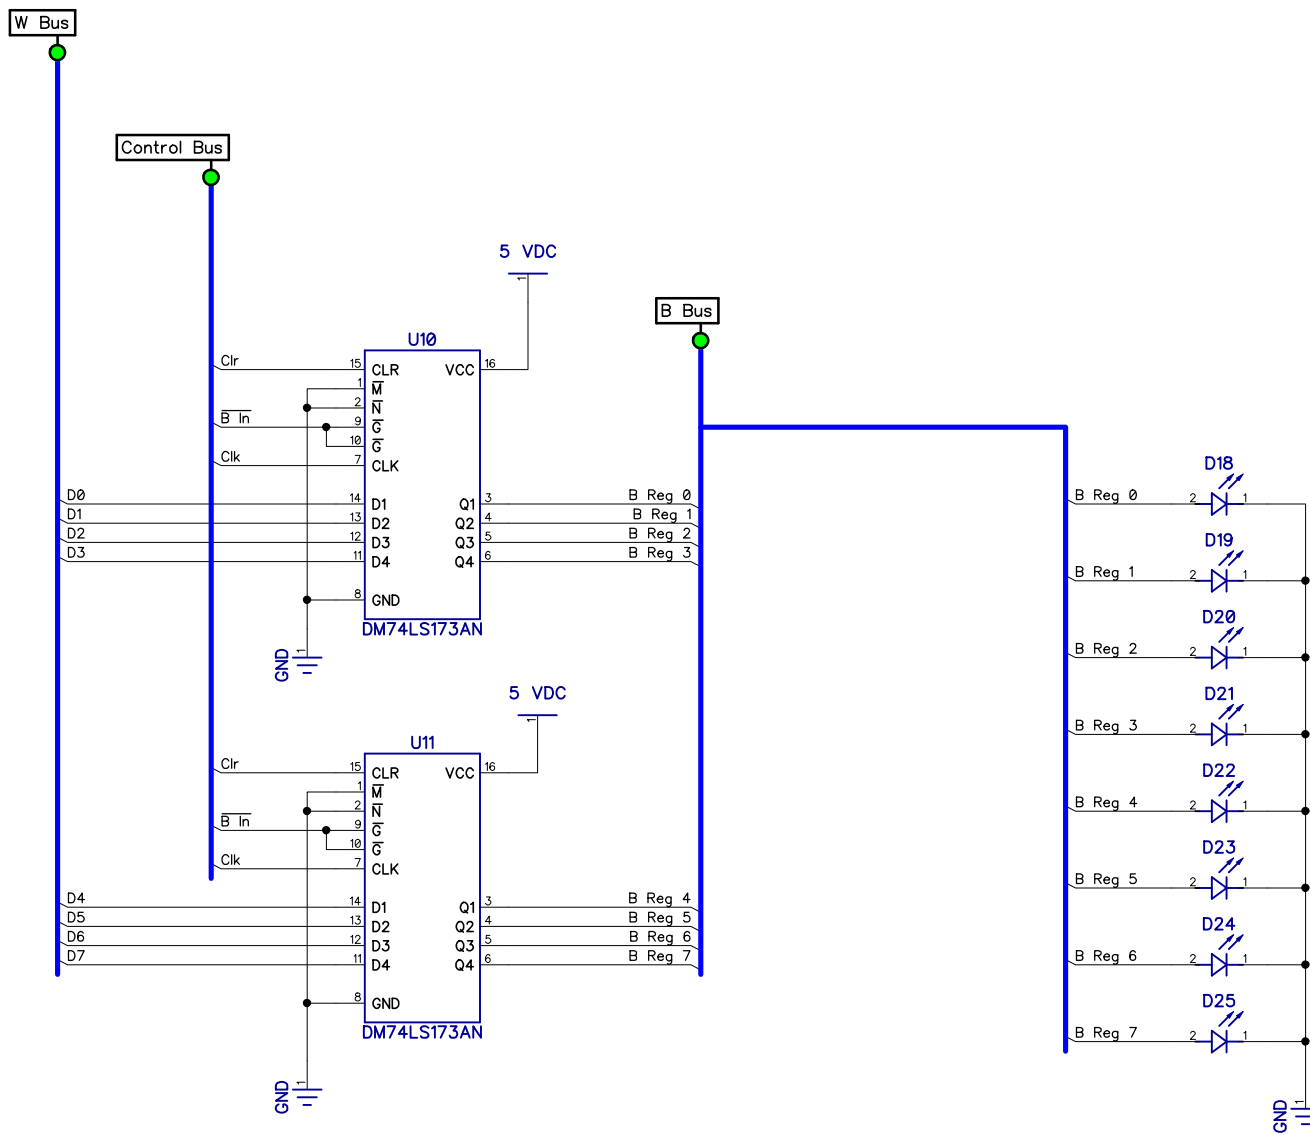 W Bus
Control Bus
5 VDC
1
B Bus
U10
Clr 15 CLR VCC 16
1 M̅
2 N̅
B̅ ̅I̅n̅ 9 G̅
10 G̅
Clk 7 CLK
D0 14 D1 Q1 3 B Reg 0
D1 13 D2 Q2 4 B Reg 1
D2 12 D3 Q3 5 B Reg 2
D3 11 D4 Q4 6 B Reg 3
8 GND
DM74LS173AN
GND 1
5 VDC
1
U11
Clr 15 CLR VCC 16
1 M̅
2 N̅
B̅ ̅I̅n̅ 9 G̅
10 G̅
Clk 7 CLK
D4 14 D1 Q1 3 B Reg 4
D5 13 D2 Q2 4 B Reg 5
D6 12 D3 Q3 5 B Reg 6
D7 11 D4 Q4 6 B Reg 7
8 GND
DM74LS173AN
GND 1
D18
B Reg 0 2 1
D19
B Reg 1 2 1
D20
B Reg 2 2 1
D21
B Reg 3 2 1
D22
B Reg 4 2 1
D23
B Reg 5 2 1
D24
B Reg 6 2 1
D25
B Reg 7 2 1
GND 1